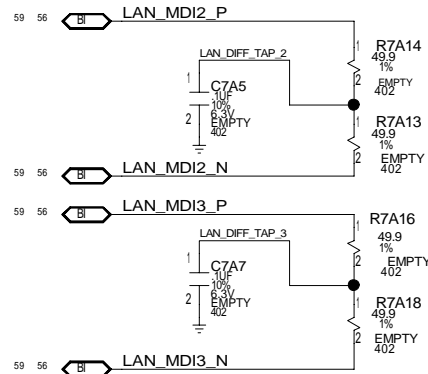 59 56 BI LAN_MDI2_P
1 R7A14
49.9
1%
2 EMPTY
402
LAN_DIFF_TAP_2
1 C7A5
.1UF
10%
6.3V
2 EMPTY
402
1 R7A13
49.9
1%
2 EMPTY
402
59 56 BI LAN_MDI2_N
59 56 BI LAN_MDI3_P
1 R7A16
49.9
1%
2 EMPTY
402
LAN_DIFF_TAP_3
1 C7A7
.1UF
10%
6.3V
2 EMPTY
402
1 R7A18
49.9
1%
2 EMPTY
402
59 56 BI LAN_MDI3_N